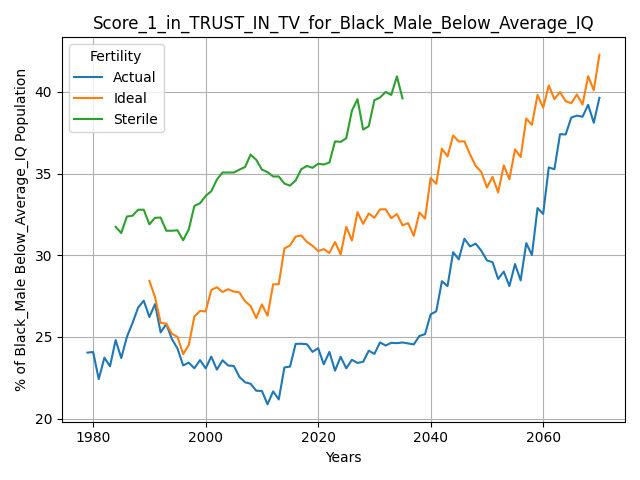 Score_1_in_TRUST_IN_TV_for_Black_Male_Below_Average_IQ
% of Black_Male Below_Average_IQ Population
Fertility
Actual
Ideal
Sterile
40
35
30
25
20
1980
2000
2020
2040
2060
Years